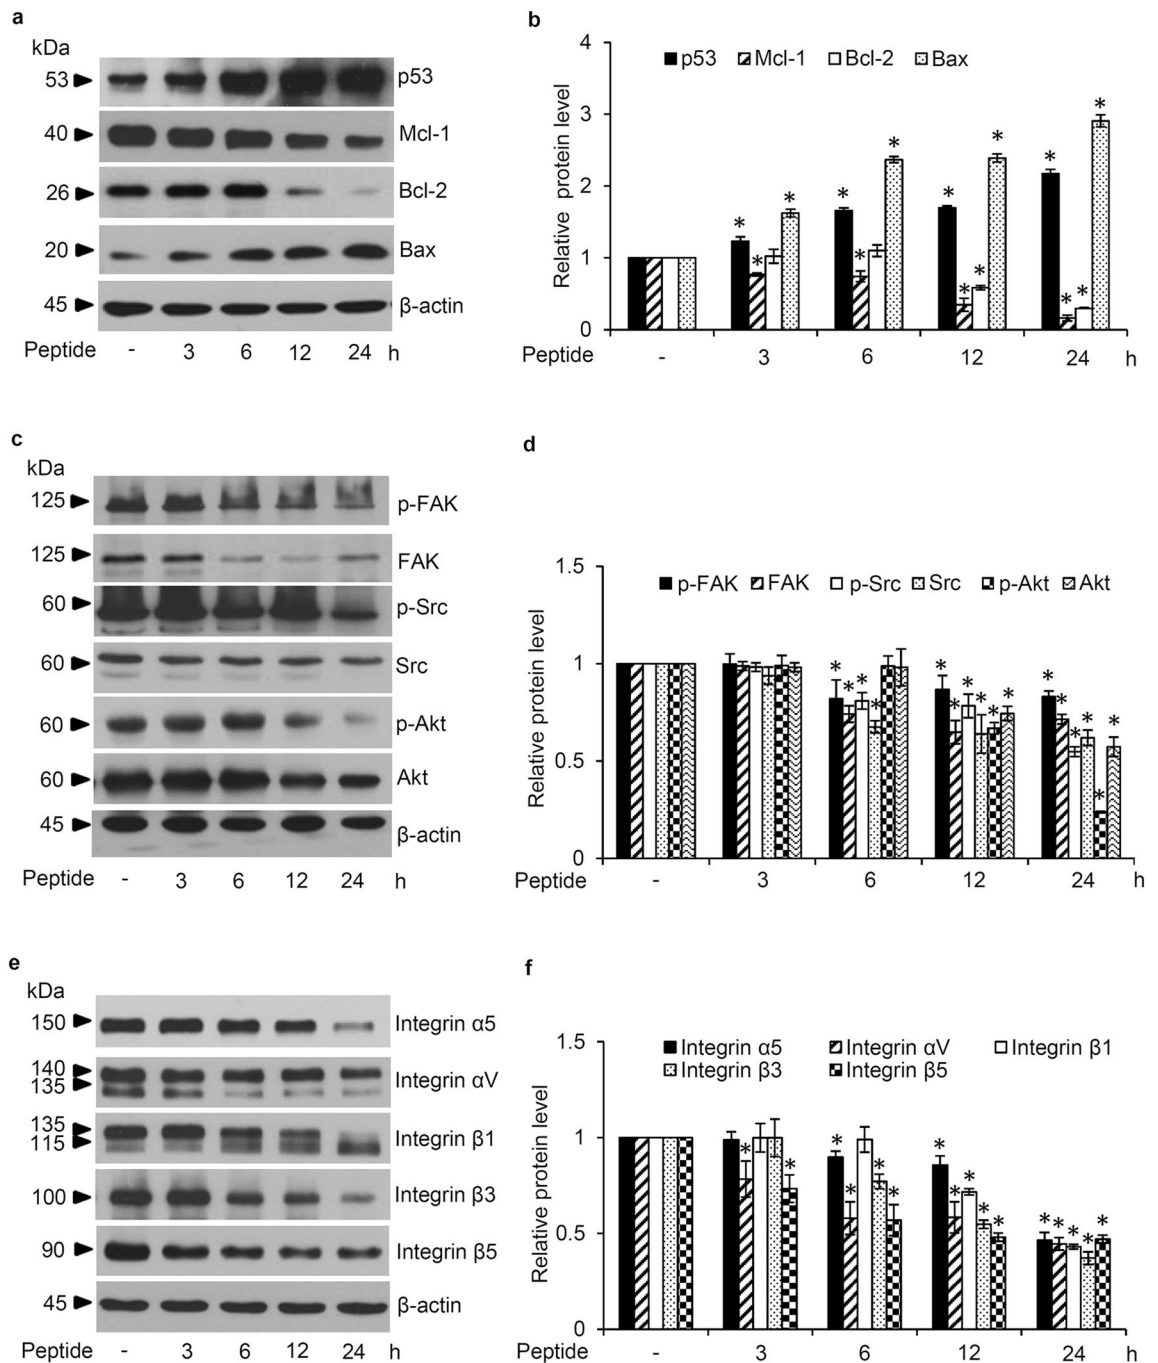 a
kDa
53 p53
40 Mcl-1
26 Bcl-2
20 Bax
45 β-actin
Peptide - 3 6 12 24 h
b
4
3
2
1
0
Relative protein level
p53 Mcl-1 Bcl-2 Bax
* * * * * * * * * * * * * *
Peptide - 3 6 12 24 h
c
kDa
125 p-FAK
125 FAK
60 p-Src
60 Src
60 p-Akt
60 Akt
45 β-actin
Peptide - 3 6 12 24 h
d
1.5
1
0.5
0
Relative protein level
p-FAK FAK p-Src Src p-Akt Akt
* * * * * * * * * * * * * * * *
Peptide - 3 6 12 24 h
e
kDa
150 Integrin α5
140
135 Integrin αV
135
115 Integrin β1
100 Integrin β3
90 Integrin β5
45 β-actin
Peptide - 3 6 12 24 h
f
1.5
1
0.5
0
Relative protein level
Integrin α5 Integrin αV Integrin β1
Integrin β3 Integrin β5
* * * * * * * * * * * * * * * *
Peptide - 3 6 12 24 h